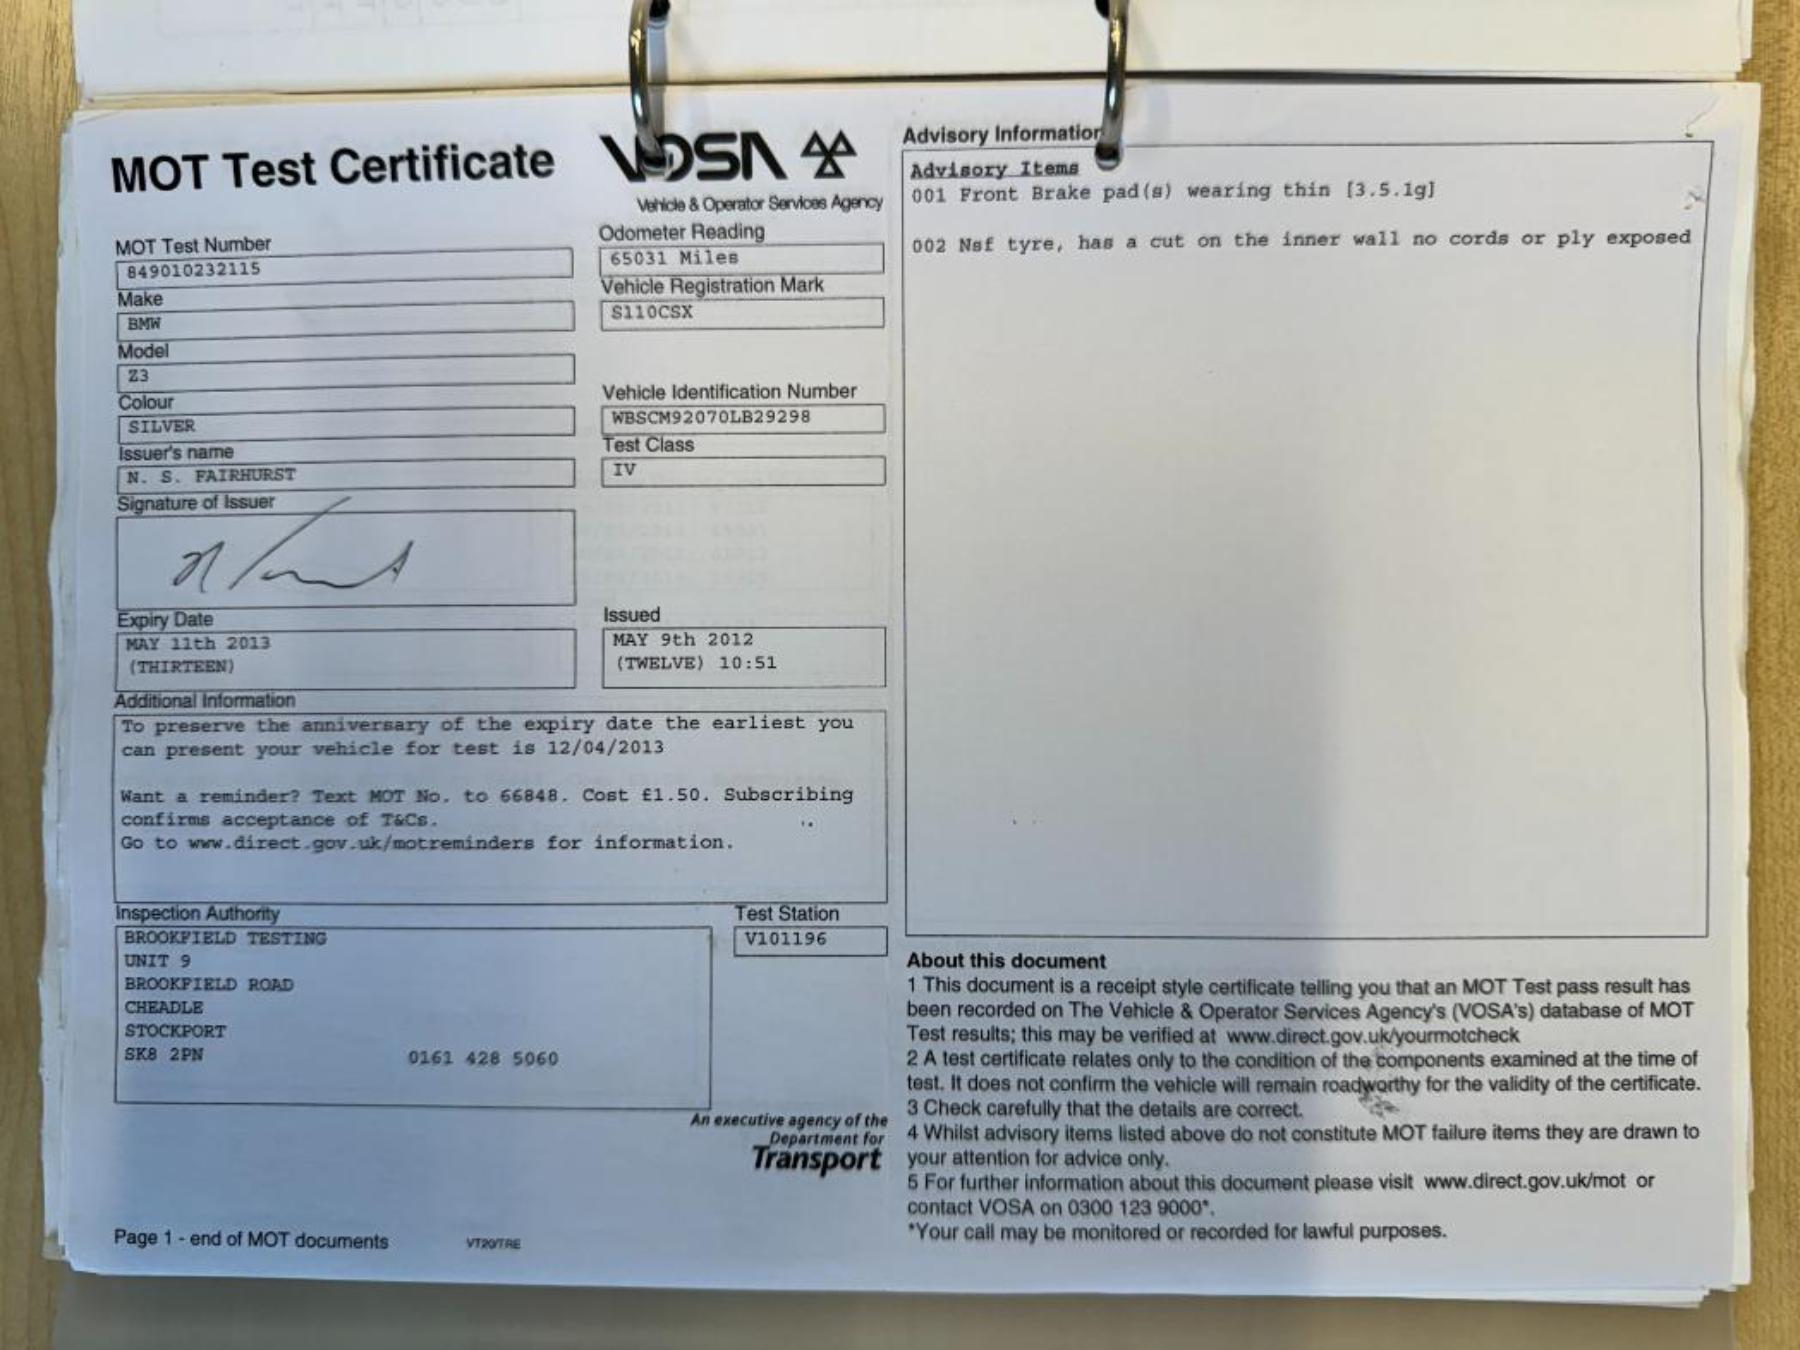 MOT Test Certificate
VOSA
Vehicle & Operator Services Agency
MOT Test Number
849010232115
Make
BMW
Model
Z3
Colour
SILVER
Issuer's name
N. S. FAIRHURST
Signature of Issuer
Expiry Date
MAY 11th 2013
(THIRTEEN)
Odometer Reading
65031 Miles
Vehicle Registration Mark
S110CSX
Vehicle Identification Number
WBSCM92070LB29298
Test Class
IV
Issued
MAY 9th 2012
(TWELVE) 10:51
Additional Information
To preserve the anniversary of the expiry date the earliest you
can present your vehicle for test is 12/04/2013
Want a reminder? Text MOT No. to 66848. Cost £1.50. Subscribing
confirms acceptance of T&Cs.
Go to www.direct.gov.uk/motreminders for information.
Inspection Authority
BROOKFIELD TESTING
UNIT 9
BROOKFIELD ROAD
CHEADLE
STOCKPORT
SK8 2PN 0161 428 5060
Test Station
V101196
An executive agency of the
Department for
Transport
Page 1 - end of MOT documents VT20/TRE
Advisory Information
Advisory Items
001 Front Brake pad(s) wearing thin [3.5.1g]
002 Nsf tyre, has a cut on the inner wall no cords or ply exposed
About this document
1 This document is a receipt style certificate telling you that an MOT Test pass result has
been recorded on The Vehicle & Operator Services Agency's (VOSA's) database of MOT
Test results; this may be verified at www.direct.gov.uk/yourmotcheck
2 A test certificate relates only to the condition of the components examined at the time of
test. It does not confirm the vehicle will remain roadworthy for the validity of the certificate.
3 Check carefully that the details are correct.
4 Whilst advisory items listed above do not constitute MOT failure items they are drawn to
your attention for advice only.
5 For further information about this document please visit www.direct.gov.uk/mot or
contact VOSA on 0300 123 9000*.
*Your call may be monitored or recorded for lawful purposes.